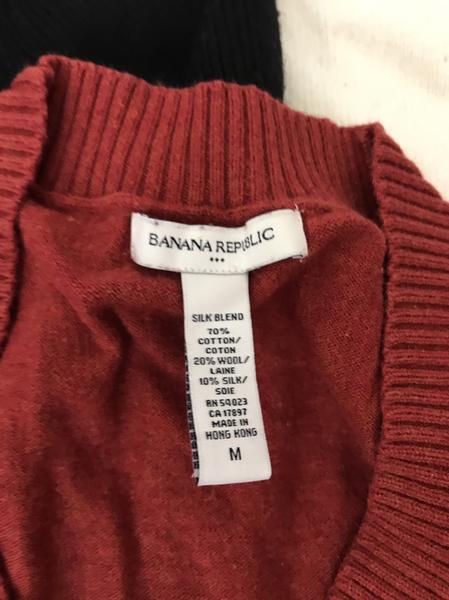 BANANA REPUBLIC
SILK BLEND
70%
COTTON/
COTON
20% WOOL/
LAINE
10% SILK/
SOIE
RN 54023
CA 17897
MADE IN
HONG KONG
M